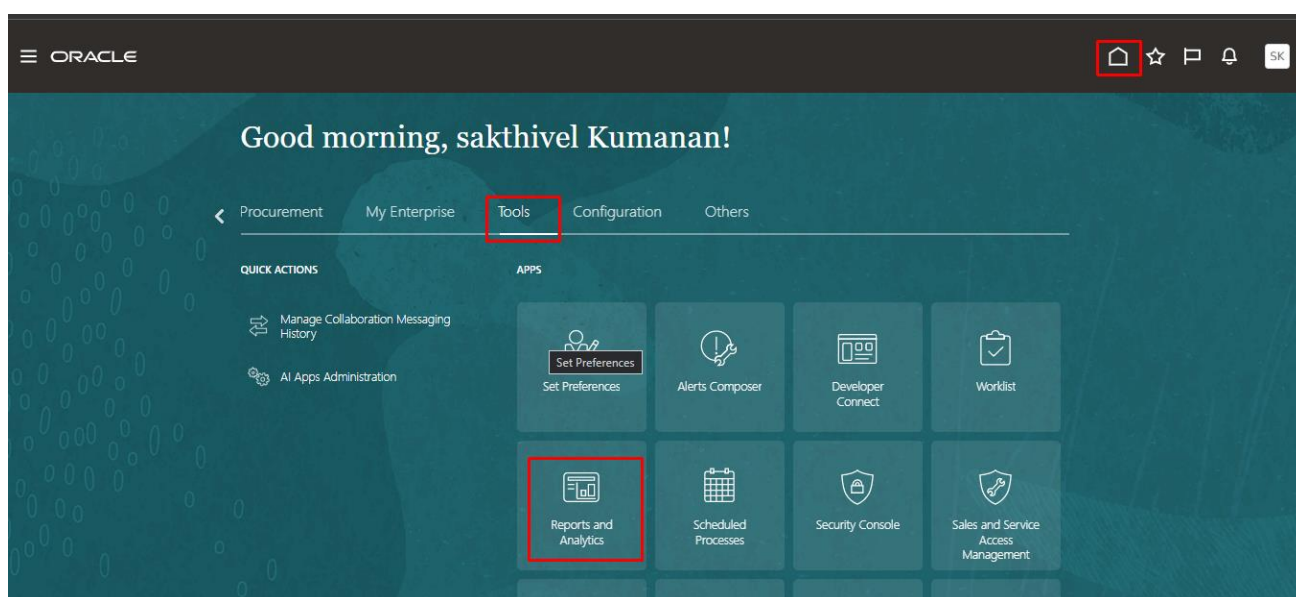 ORACLE
SK
Good morning, sakthivel Kumanan!
Procurement My Enterprise Tools Configuration Others
QUICK ACTIONS
Manage Collaboration Messaging
History
AI Apps Administration
APPS
Set Preferences
Set Preferences
Alerts Composer
Developer
Connect
Worklist
Reports and
Analytics
Scheduled
Processes
Security Console
Sales and Service
Access
Management